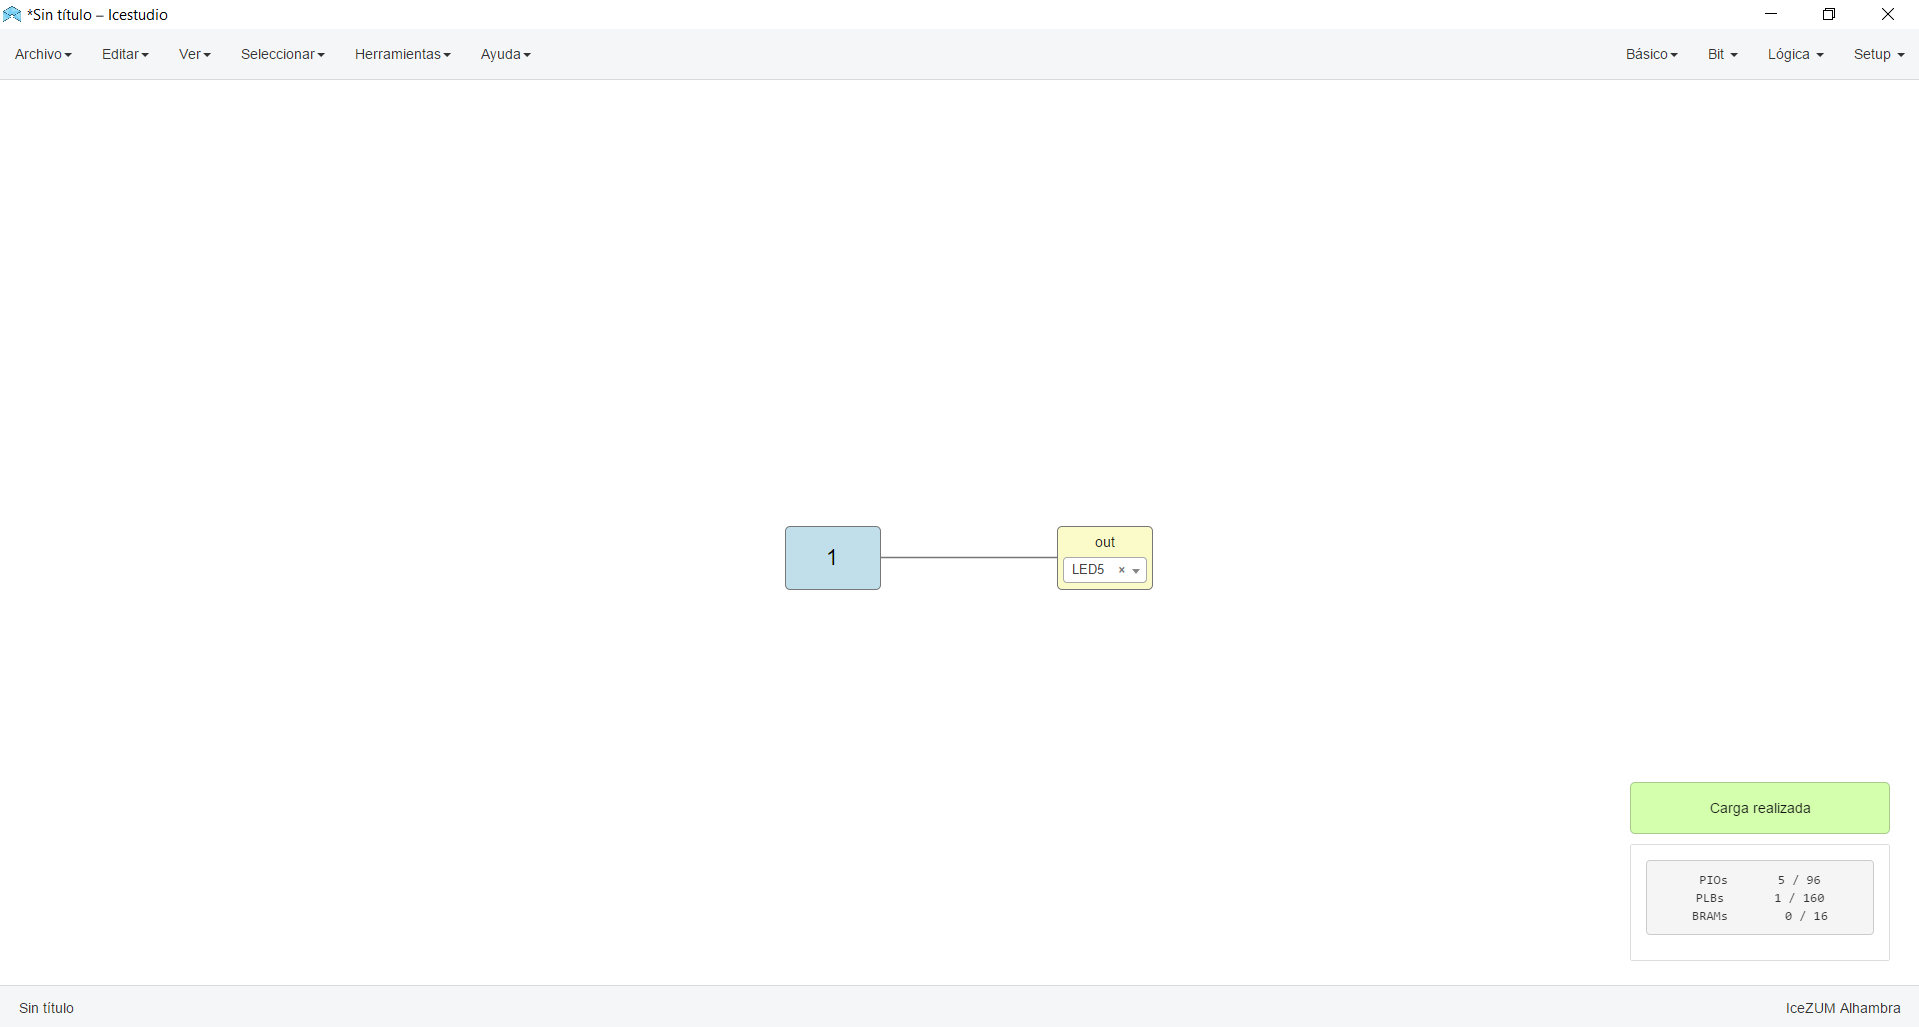 *Sin título – Icestudio
Archivo Editar Ver Seleccionar Herramientas Ayuda Básico Bit Lógica Setup
1
out
LED5 ×
Carga realizada
PIOs 5 / 96
PLBs 1 / 160
BRAMs 0 / 16
Sin título IceZUM Alhambra